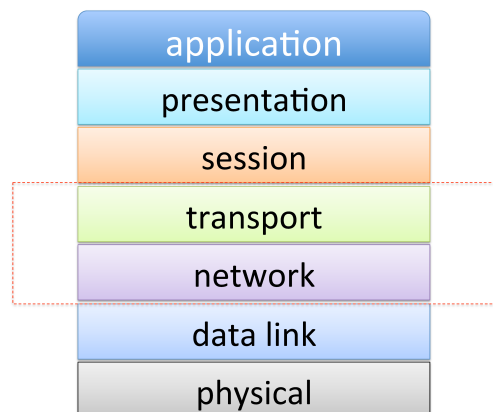 application
presentation
session
transport
network
data link
physical